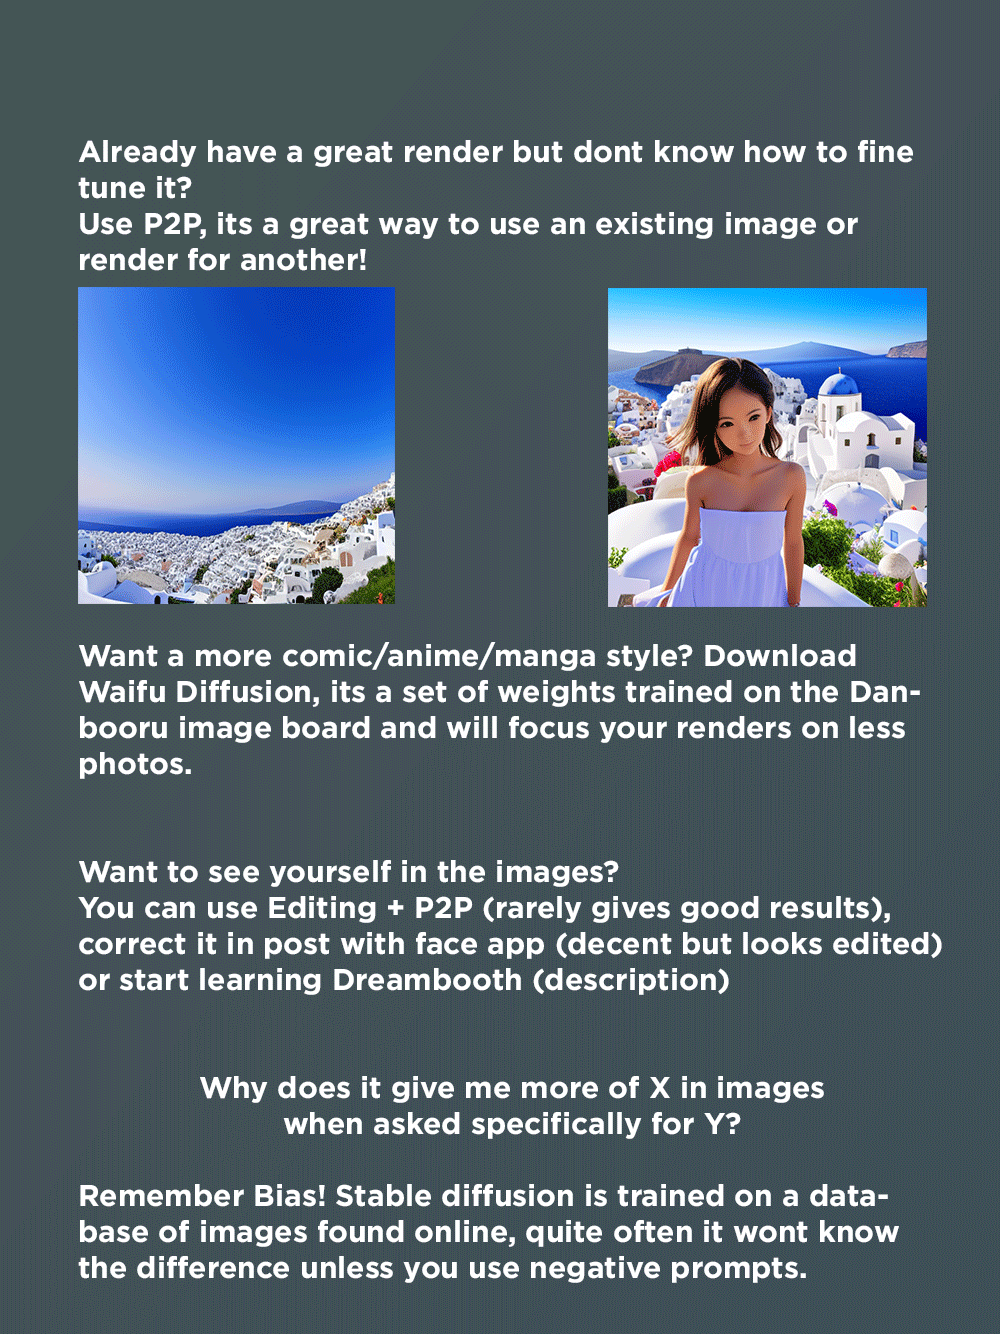 Already have a great render but dont know how to fine
tune it?
Use P2P, its a great way to use an existing image or
render for another!
Want a more comic/anime/manga style? Download
Waifu Diffusion, its a set of weights trained on the Dan-
booru image board and will focus your renders on less
photos.
Want to see yourself in the images?
You can use Editing + P2P (rarely gives good results),
correct it in post with face app (decent but looks edited)
or start learning Dreambooth (description)
Why does it give me more of X in images
when asked specifically for Y?
Remember Bias! Stable diffusion is trained on a data-
base of images found online, quite often it wont know
the difference unless you use negative prompts.